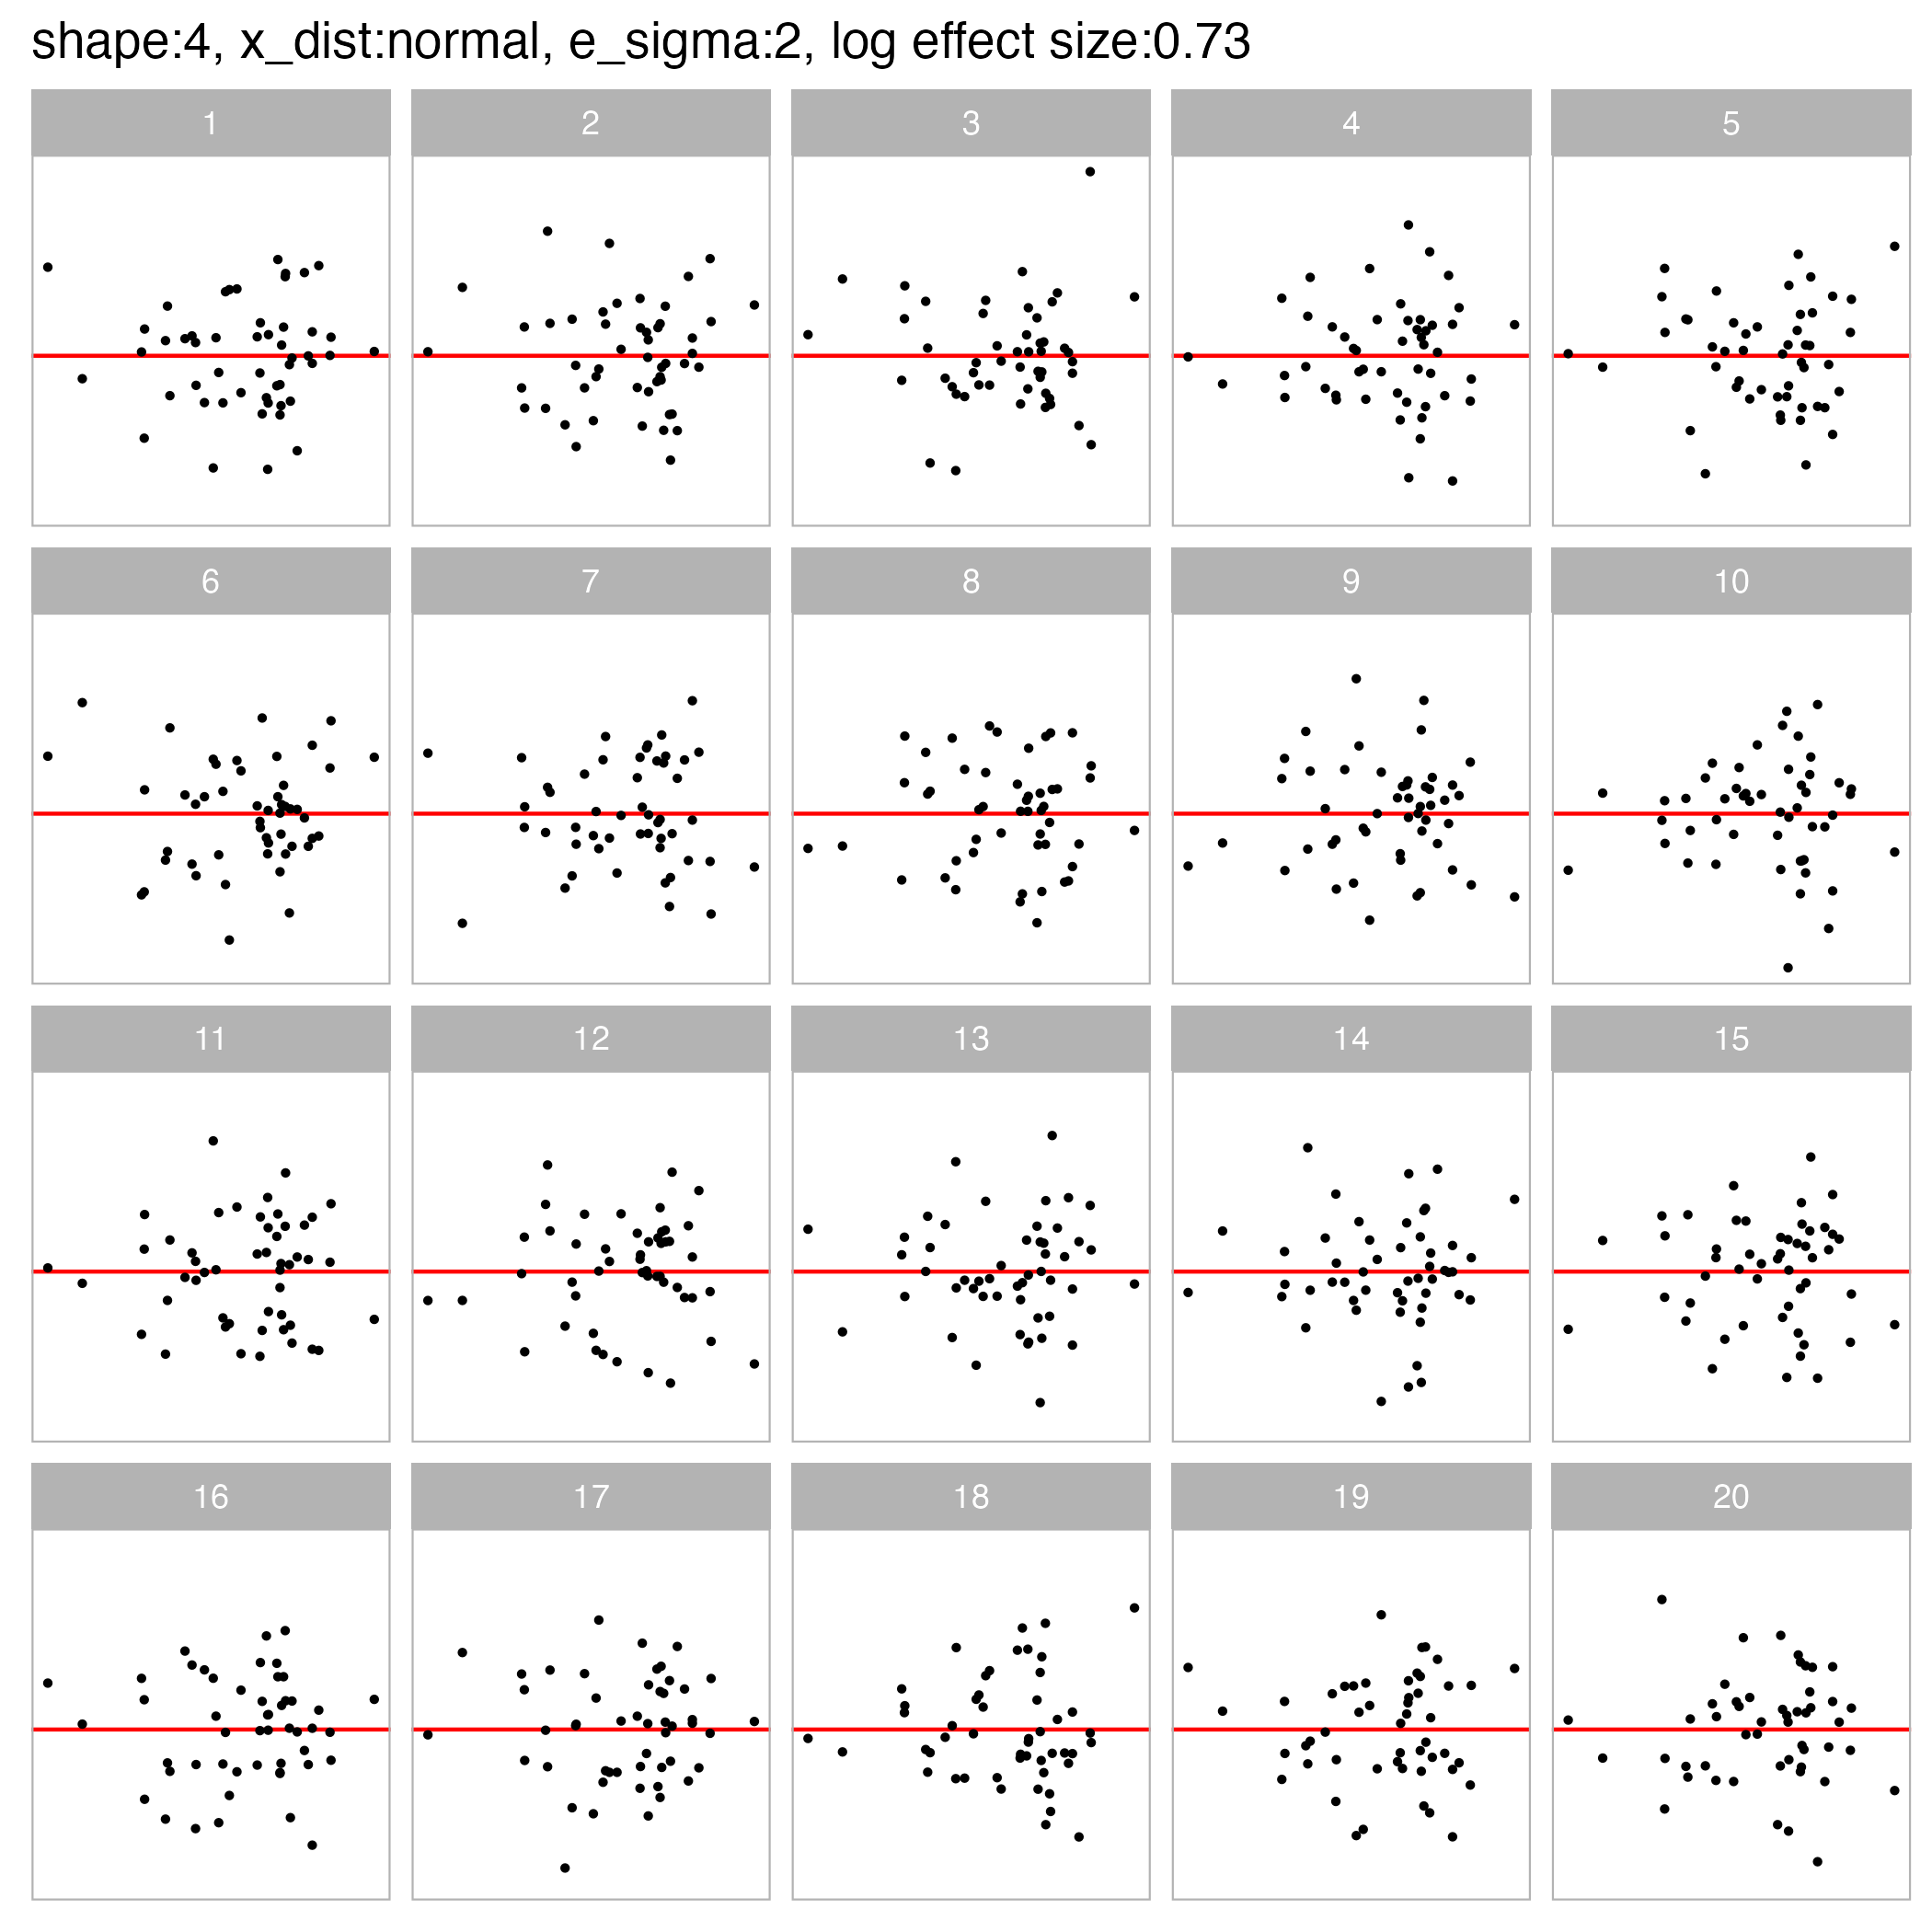 shape:4, x_dist:normal, e_sigma:2, log effect size:0.73
1 2 3 4 5
6 7 8 9 10
11 12 13 14 15
16 17 18 19 20